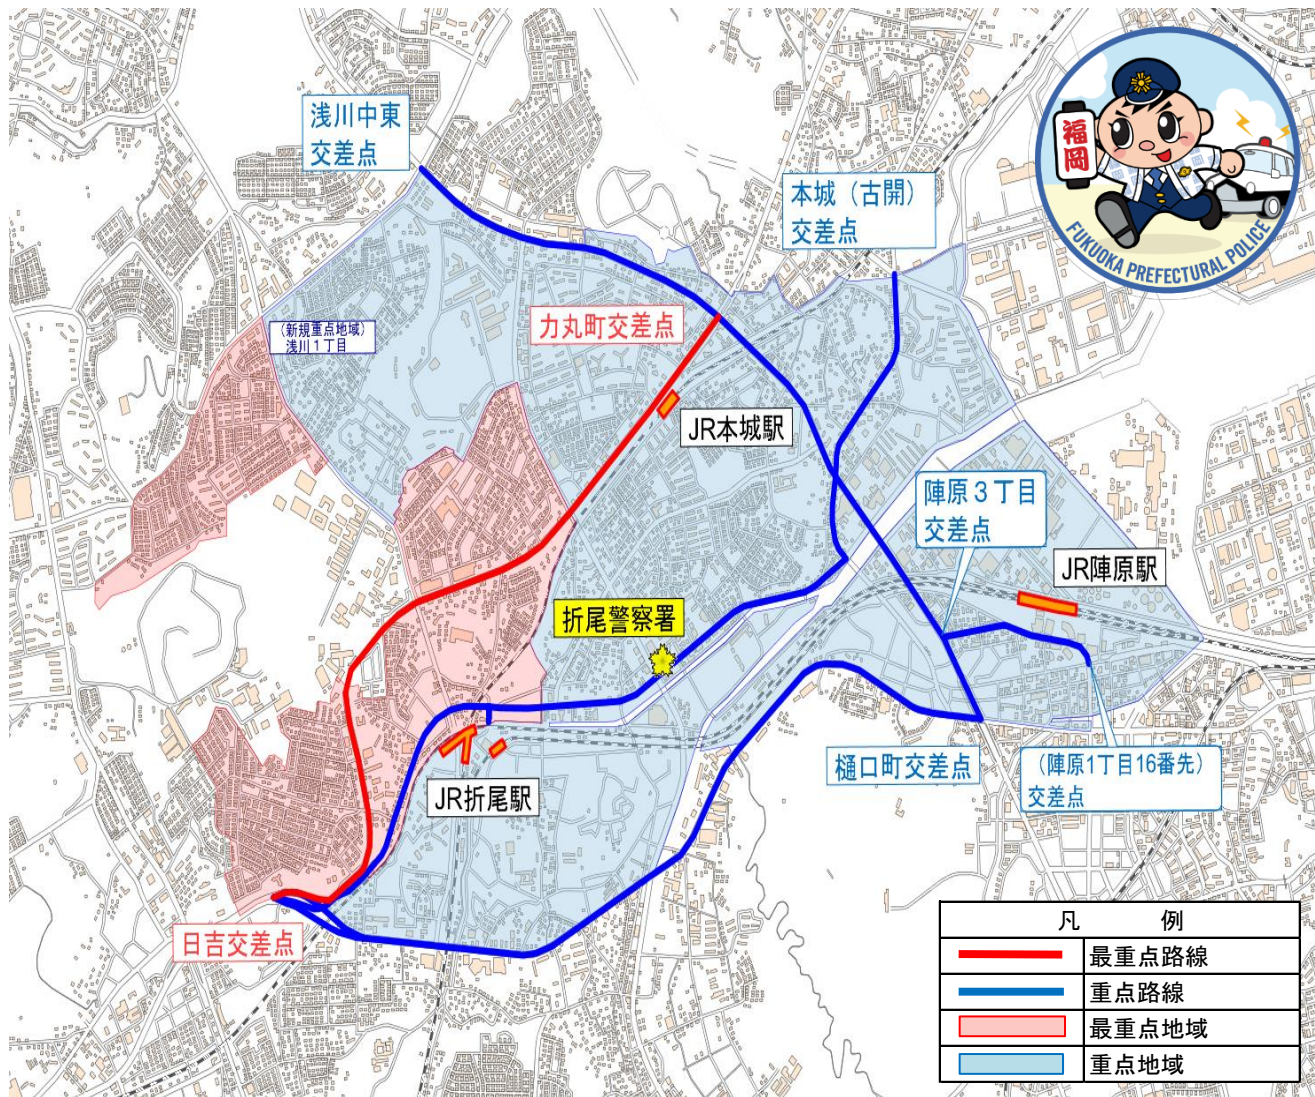 浅川中東
交差点
本城（古開）
交差点
福岡
FUKUOKA PREFECTURAL POLICE
力丸町交差点
（新規重点地域）
浅川１丁目
JR本城駅
陣原３丁目
交差点
JR陣原駅
折尾警察署
樋口町交差点
（陣原1丁目16番先）
交差点
JR折尾駅
日吉交差点
凡 例
最重点路線
重点路線
最重点地域
重点地域